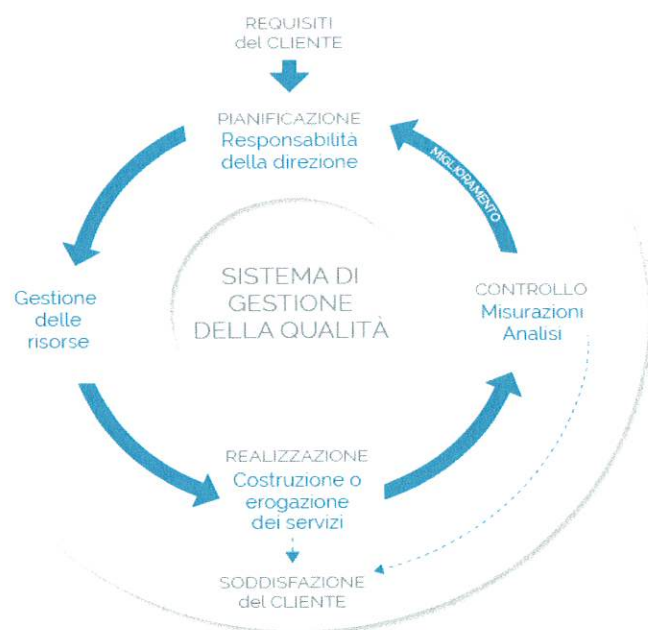 REQUISITI
del CLIENTE
PIANIFICAZIONE
Responsabilità
della direzione
MIGLIORAMENTO
SISTEMA DI
GESTIONE
DELLA QUALITÀ
Gestione
delle
risorse
CONTROLLO
Misurazioni
Analisi
REALIZZAZIONE
Costruzione o
erogazione
dei servizi
SODDISFAZIONE
del CLIENTE